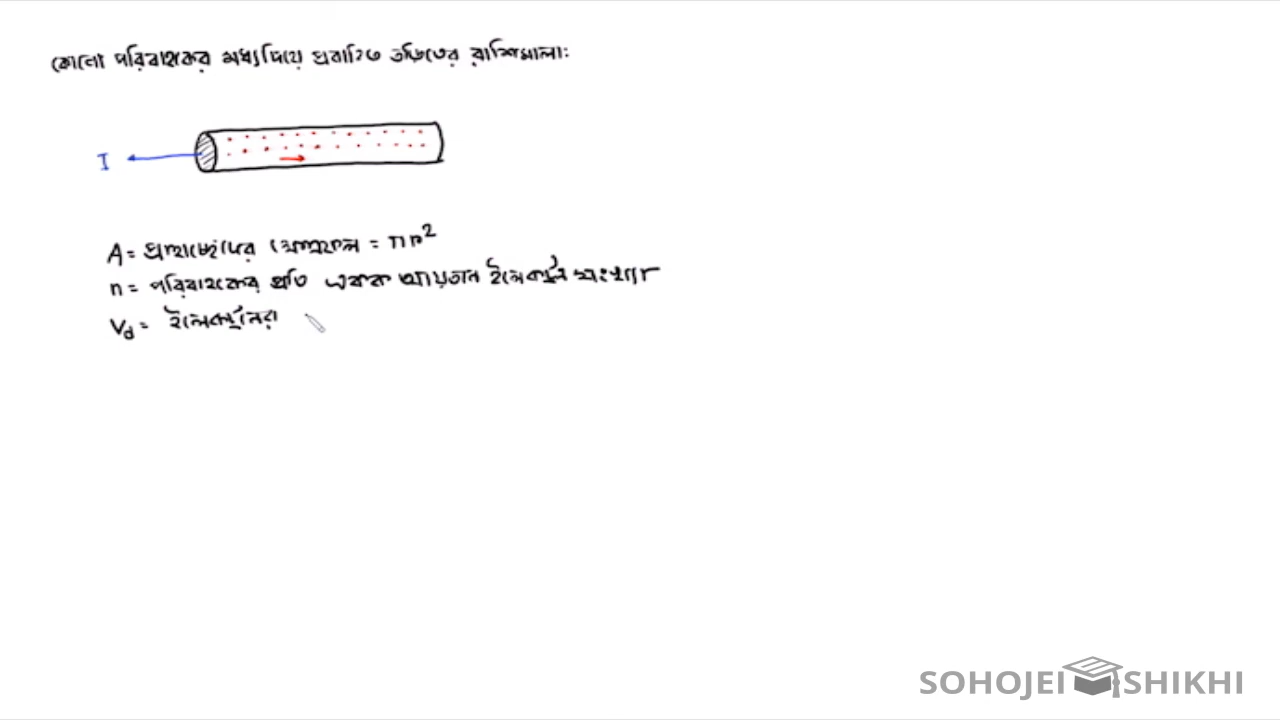 কোনো পরিবাহকের মধ্যদিয়ে প্রবাহিত তড়িতের রাশিমালা:
I
A = প্রস্থচ্ছেদের ক্ষেত্রফল = πr²
n = পরিবাহকের প্রতি একক আয়তনে ইলেকট্রন সংখ্যা
V_d = ইলেকট্রনের
SOHOJEI SHIKHI